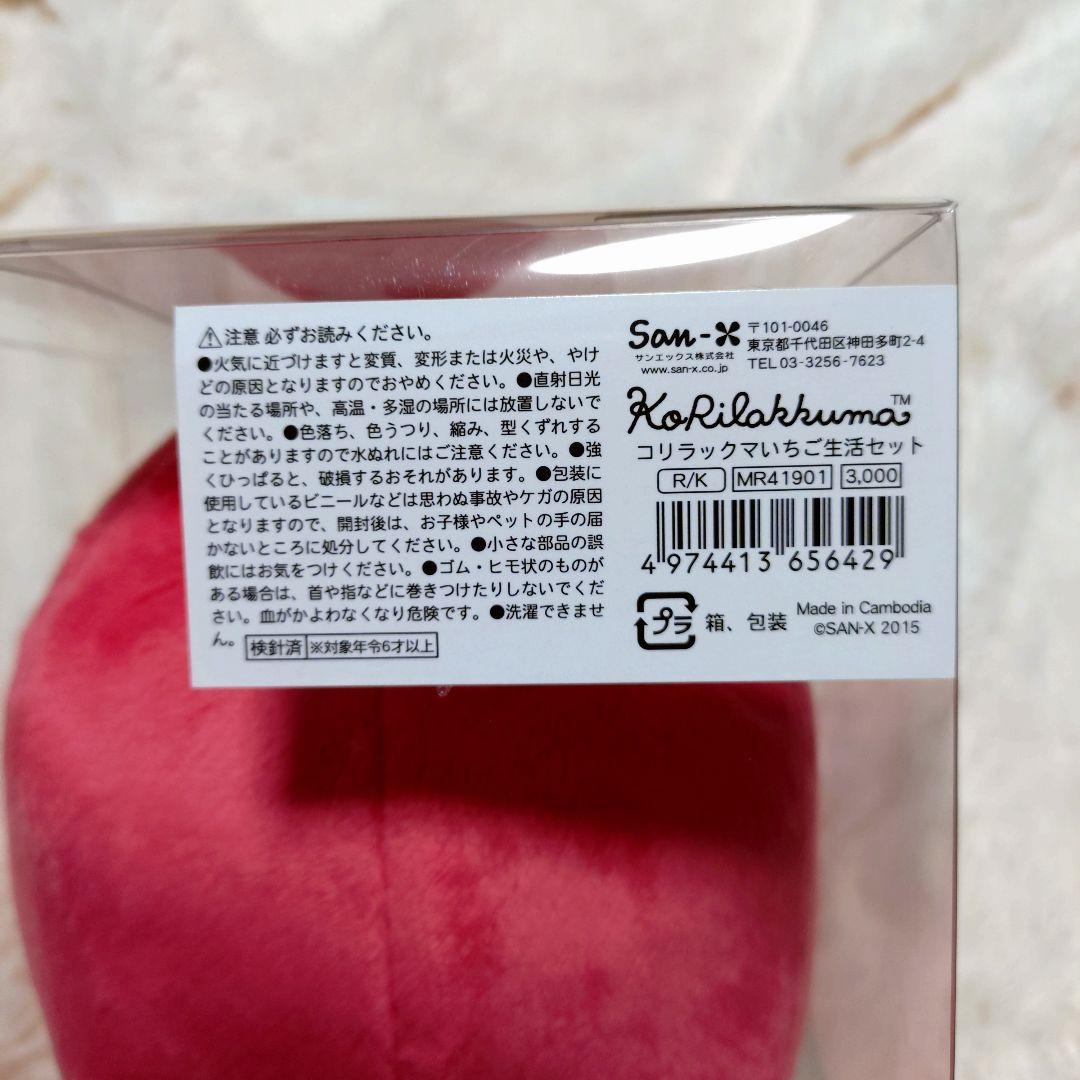 注意 必ずお読みください。
●火気に近づけますと変質、変形または火災や、やけ
どの原因となりますのでおやめください。●直射日光
の当たる場所や、高温・多湿の場所には放置しないで
ください。●色落ち、色うつり、縮み、型くずれする
ことがありますので水ぬれにはご注意ください。●強
くひっぱると、破損するおそれがあります。●包装に
使用しているビニールなどは思わぬ事故やケガの原因
となりますので、開封後は、お子様やペットの手の届
かないところに処分してください。●小さな部品の誤
飲にはお気をつけください。●ゴム・ヒモ状のものが
ある場合は、首や指などに巻きつけたりしないでくだ
さい。血がかよわなくなり危険です。●洗濯できませ
ん。 検針済 ※対象年令6才以上
San-X
サンエックス株式会社
www.san-x.co.jp
〒101-0046
東京都千代田区神田多町2-4
TEL 03-3256-7623
KoRilakkuma™
コリラックマいちご生活セット
R/K MR41901 3,000
4 974413 656429
プラ 箱、包装
Made in Cambodia
©SAN-X 2015